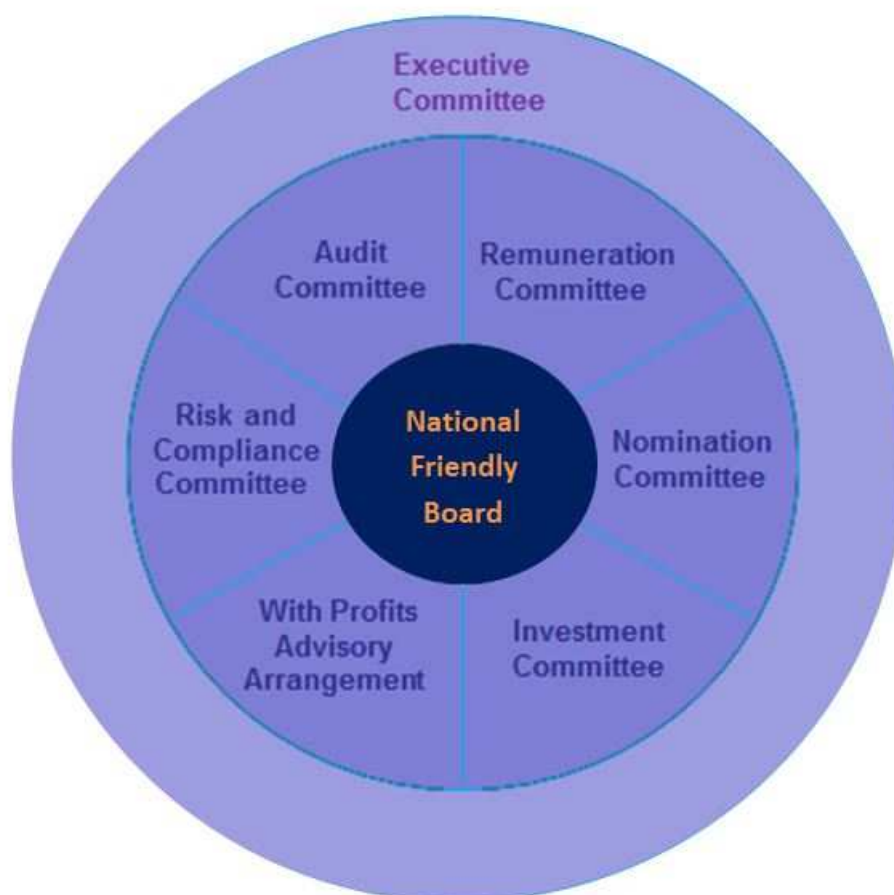 Executive
Committee
Audit
Committee
Remuneration
Committee
Risk and
Compliance
Committee
National
Friendly
Board
Nomination
Committee
With Profits
Advisory
Arrangement
Investment
Committee